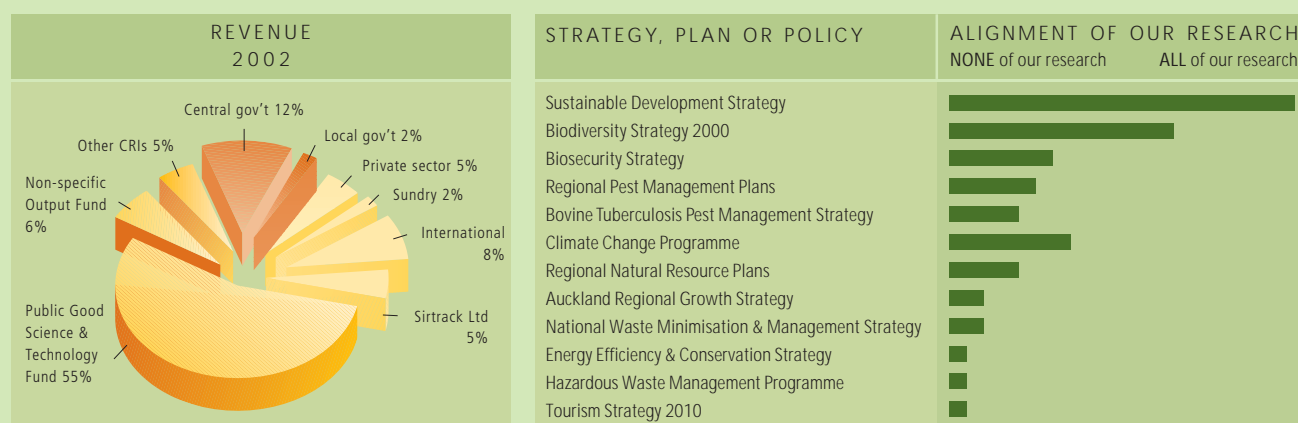 REVENUE
2002
Central gov't 12%
Local gov't 2%
Other CRIs 5%
Private sector 5%
Non-specific
Output Fund
6%
Sundry 2%
International
8%
Public Good
Science &
Technology
Fund 55%
Sirtrack Ltd
5%
STRATEGY, PLAN OR POLICY
ALIGNMENT OF OUR RESEARCH
NONE of our research ALL of our research
Sustainable Development Strategy
Biodiversity Strategy 2000
Biosecurity Strategy
Regional Pest Management Plans
Bovine Tuberculosis Pest Management Strategy
Climate Change Programme
Regional Natural Resource Plans
Auckland Regional Growth Strategy
National Waste Minimisation & Management Strategy
Energy Efficiency & Conservation Strategy
Hazardous Waste Management Programme
Tourism Strategy 2010